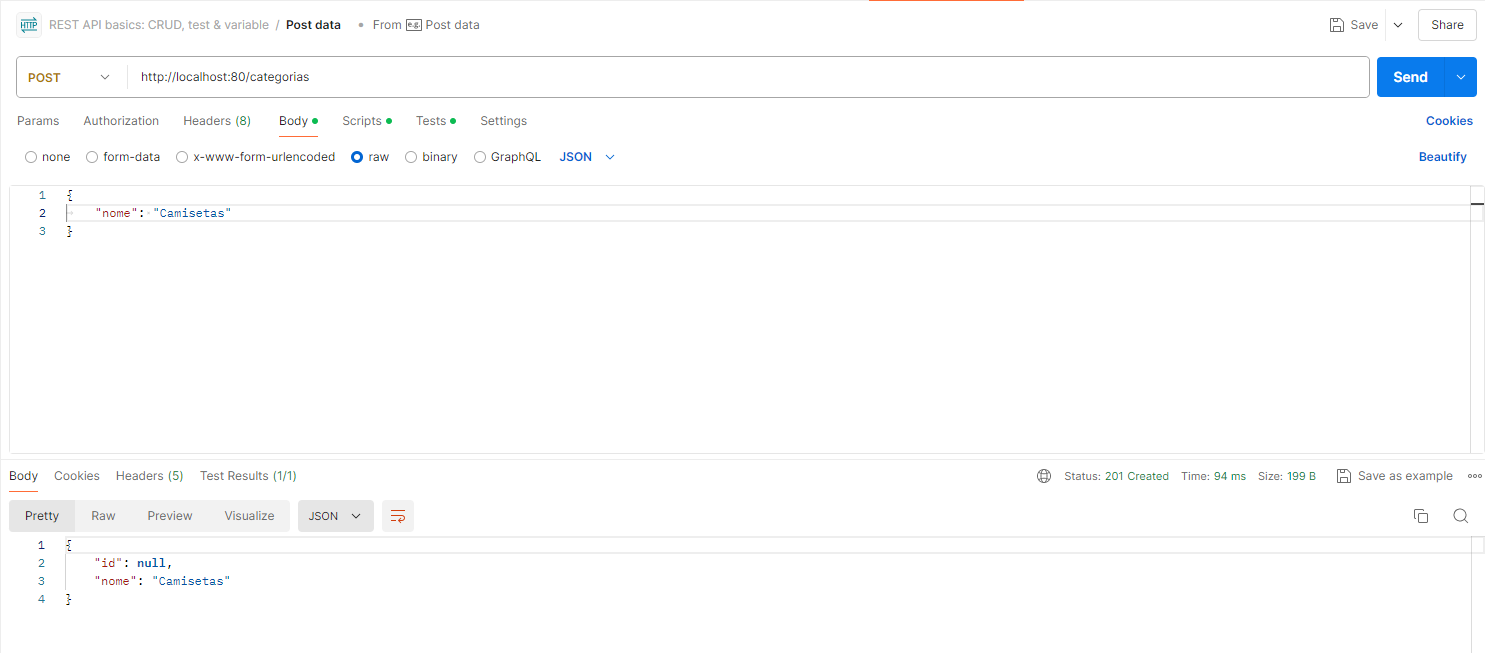 HTTP REST API basics: CRUD, test & variable / Post data • From e.g. Post data Save Share
POST http://localhost:80/categorias Send
Params Authorization Headers (8) Body Scripts Tests Settings Cookies
none form-data x-www-form-urlencoded raw binary GraphQL JSON Beautify
1 {
2 "nome": "Camisetas"
3 }
Body Cookies Headers (5) Test Results (1/1) Status: 201 Created Time: 94 ms Size: 199 B Save as example
Pretty Raw Preview Visualize JSON
1 {
2 "id": null,
3 "nome": "Camisetas"
4 }